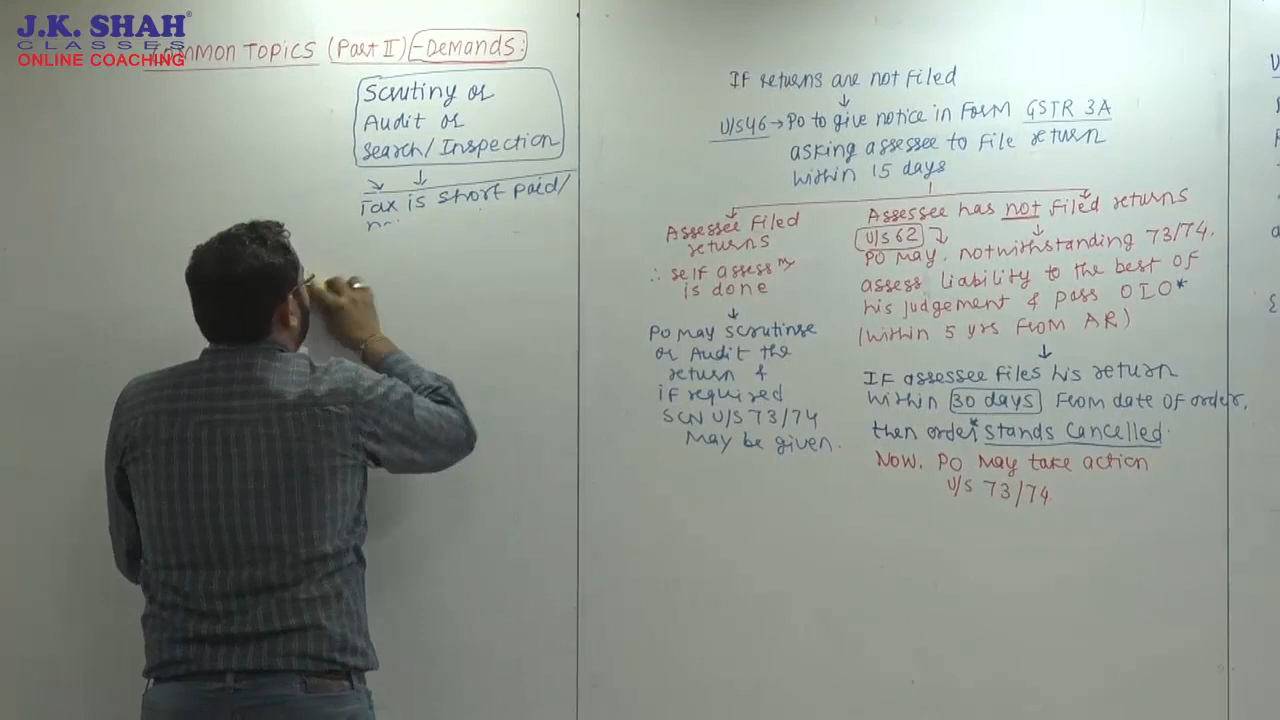 J.K. SHAH®
CLASSES
ONLINE COACHING
COMMON TOPICS (Part II) - Demands:
Scrutiny or
Audit or
Search/Inspection
Tax is short paid/
If returns are not filed
U/S 46 → PO to give notice in Form GSTR 3A
asking assessee to file return
within 15 days
Assessee filed
returns
∴ self assessmt
is done
PO may scrutinse
or Audit the
return &
if required
SCN U/S 73/74
may be given.
Assessee has not filed returns
U/S 62
PO may, notwithstanding 73/74,
assess liability to the best of
his judgement & pass OIO*
(within 5 yrs from AR)
If assessee files his return
within 30 days from date of order,
then order* stands cancelled.
Now, PO may take action
U/S 73/74.